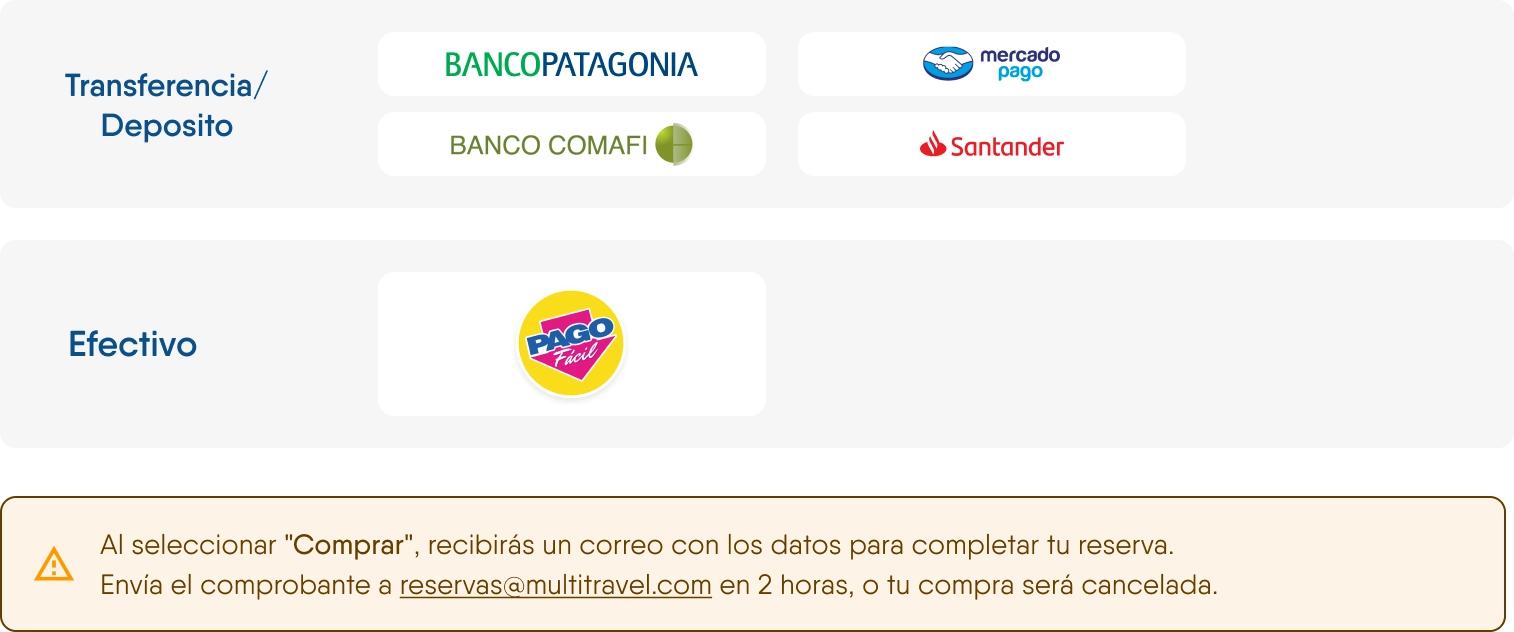 Transferencia/
Deposito
BANCOPATAGONIA
mercado
pago
BANCO COMAFI
Santander
Efectivo
PAGO
Fácil
Al seleccionar "Comprar", recibirás un correo con los datos para completar tu reserva.
Envía el comprobante a reservas@multitravel.com en 2 horas, o tu compra será cancelada.